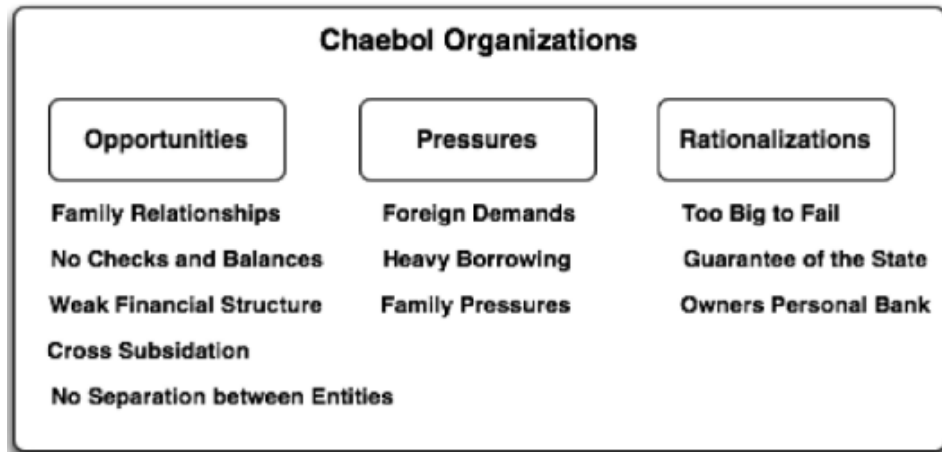 Chaebol Organizations
Opportunities
Family Relationships
No Checks and Balances
Weak Financial Structure
Cross Subsidation
No Separation between Entities
Pressures
Foreign Demands
Heavy Borrowing
Family Pressures
Rationalizations
Too Big to Fail
Guarantee of the State
Owners Personal Bank